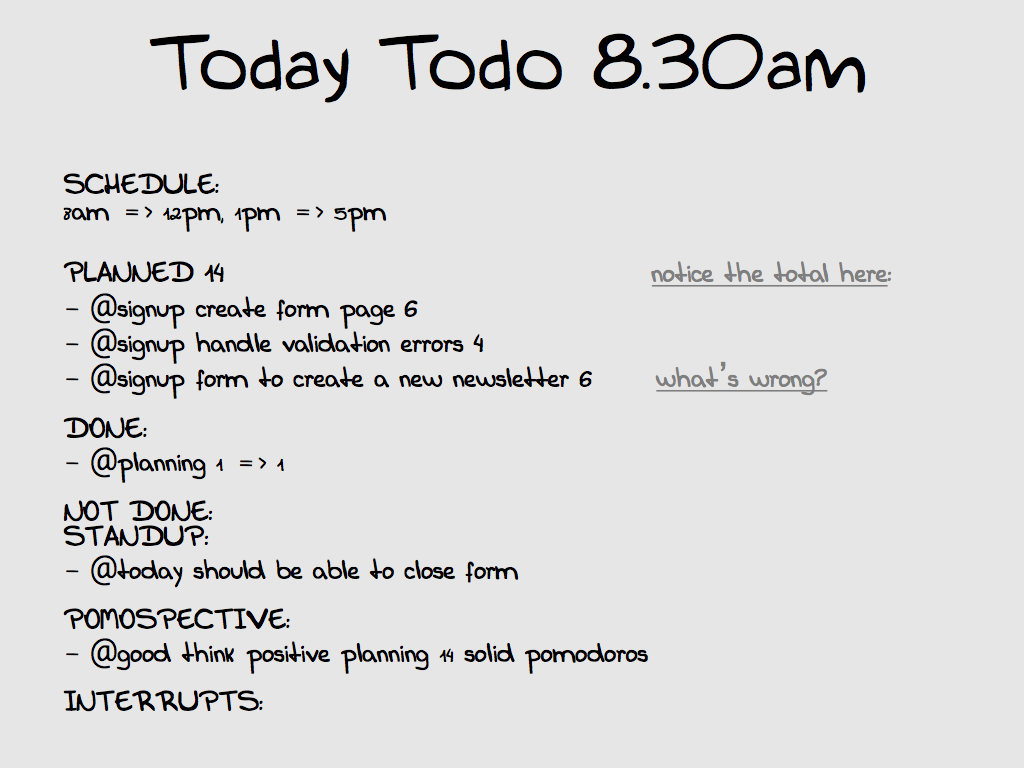 Today Todo 8.30am
SCHEDULE:
8am => 12pm, 1pm => 5pm
PLANNED 14
notice the total here:
- @signup create form page 6
- @signup handle validation errors 4
- @signup form to create a new newsletter 6
what's wrong?
DONE:
- @planning 1 => 1
NOT DONE:
STANDUP:
- @today should be able to close form
POMOSPECTIVE:
- @good think positive planning 14 solid pomodoros
INTERRUPTS: